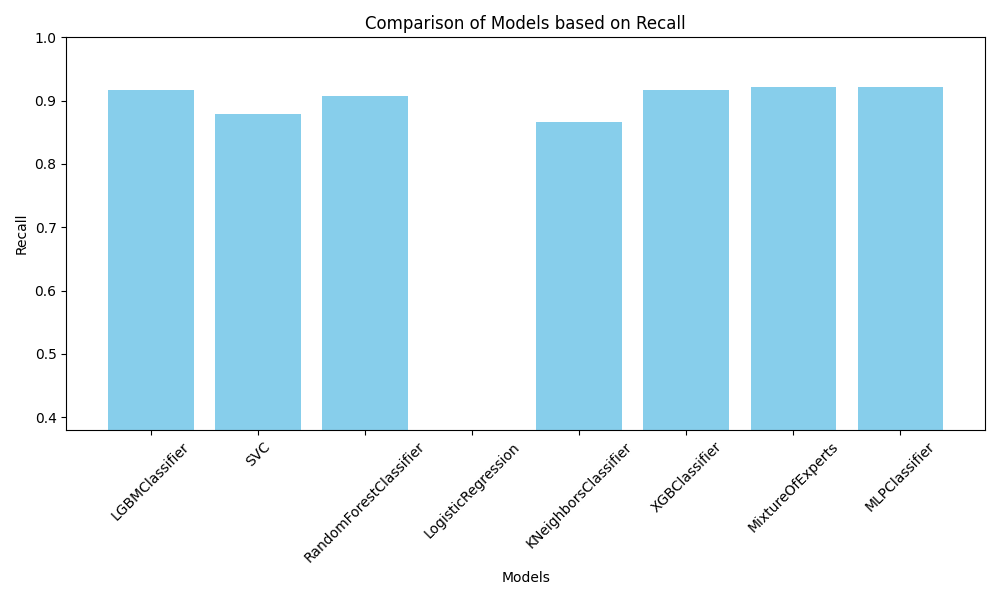 Comparison of Models based on Recall
1.0
0.9
0.8
0.7
0.6
0.5
0.4
Recall
LGBMClassifier
SVC
RandomForestClassifier
LogisticRegression
KNeighborsClassifier
XGBClassifier
MixtureOfExperts
MLPClassifier
Models